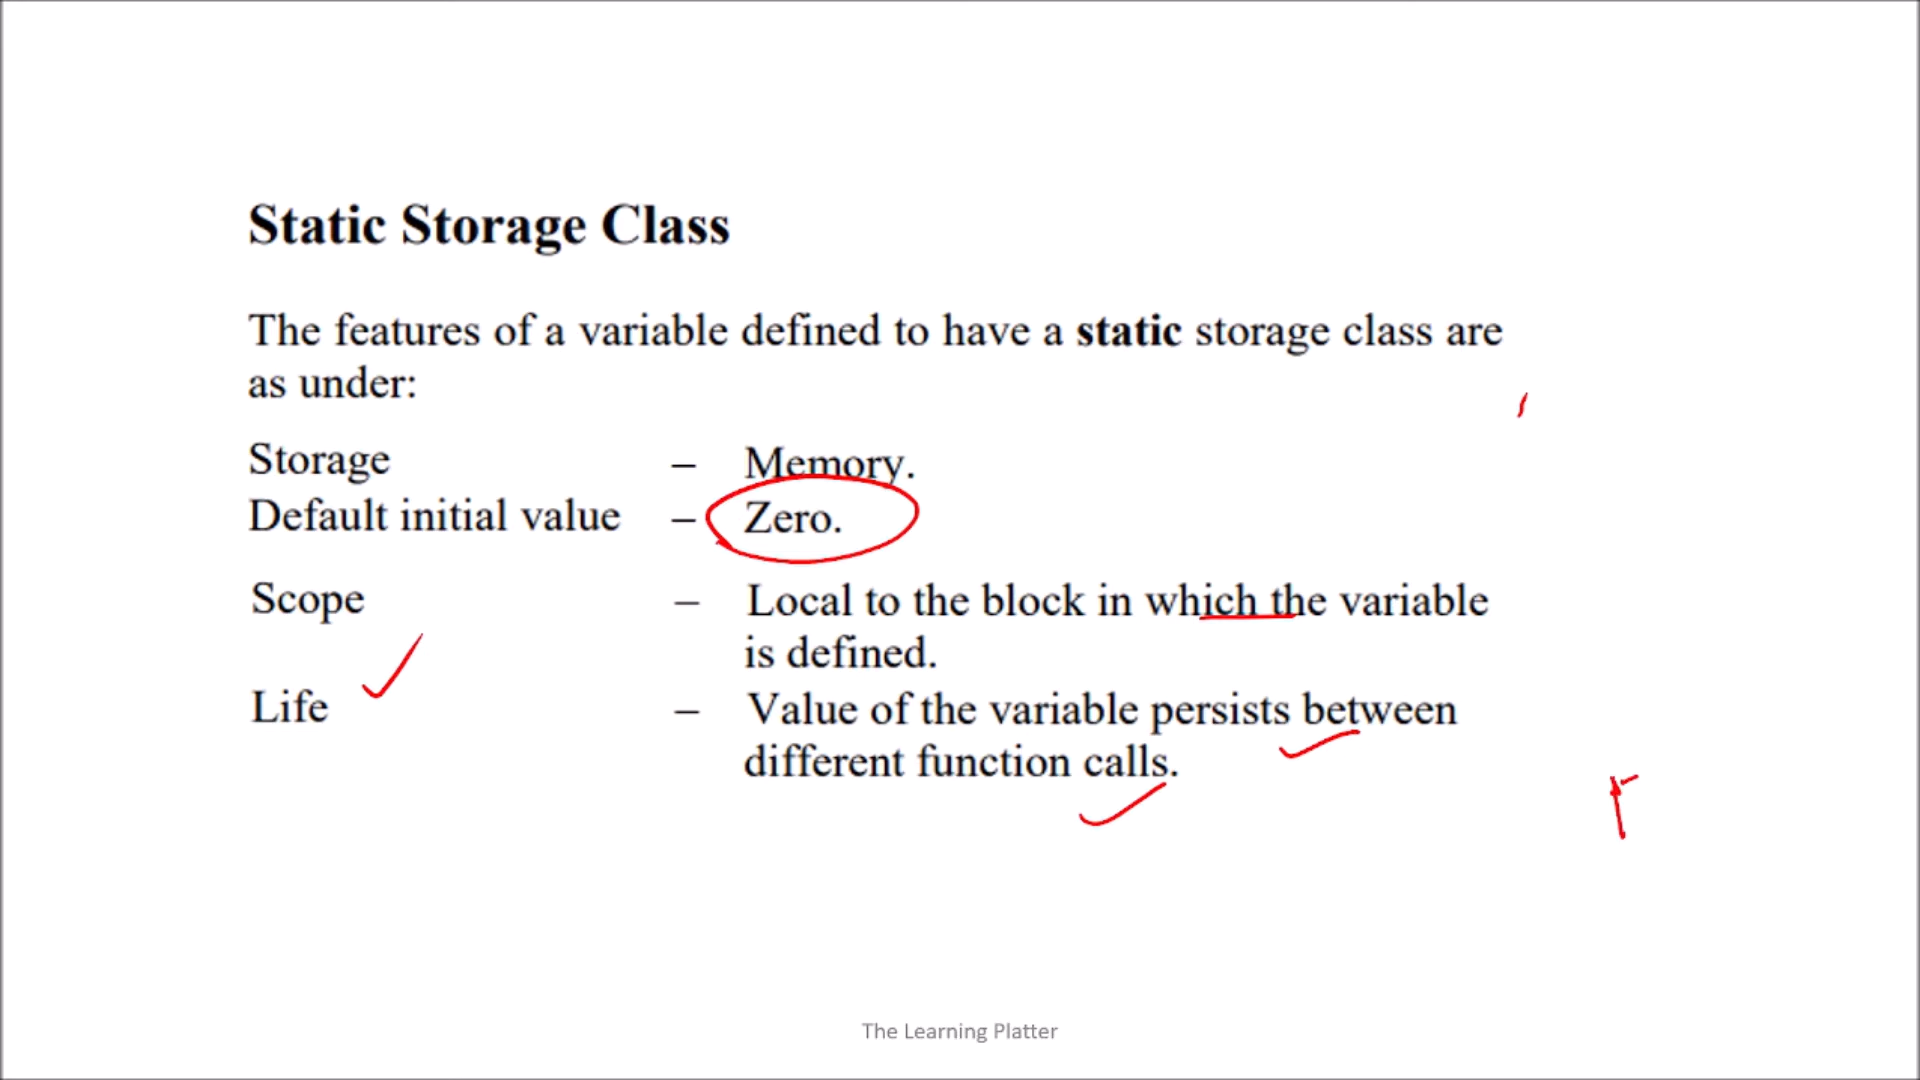 Static Storage Class
The features of a variable defined to have a static storage class are
as under:
Storage – Memory.
Default initial value – Zero.
Scope – Local to the block in which the variable
is defined.
Life – Value of the variable persists between
different function calls.
The Learning Platter